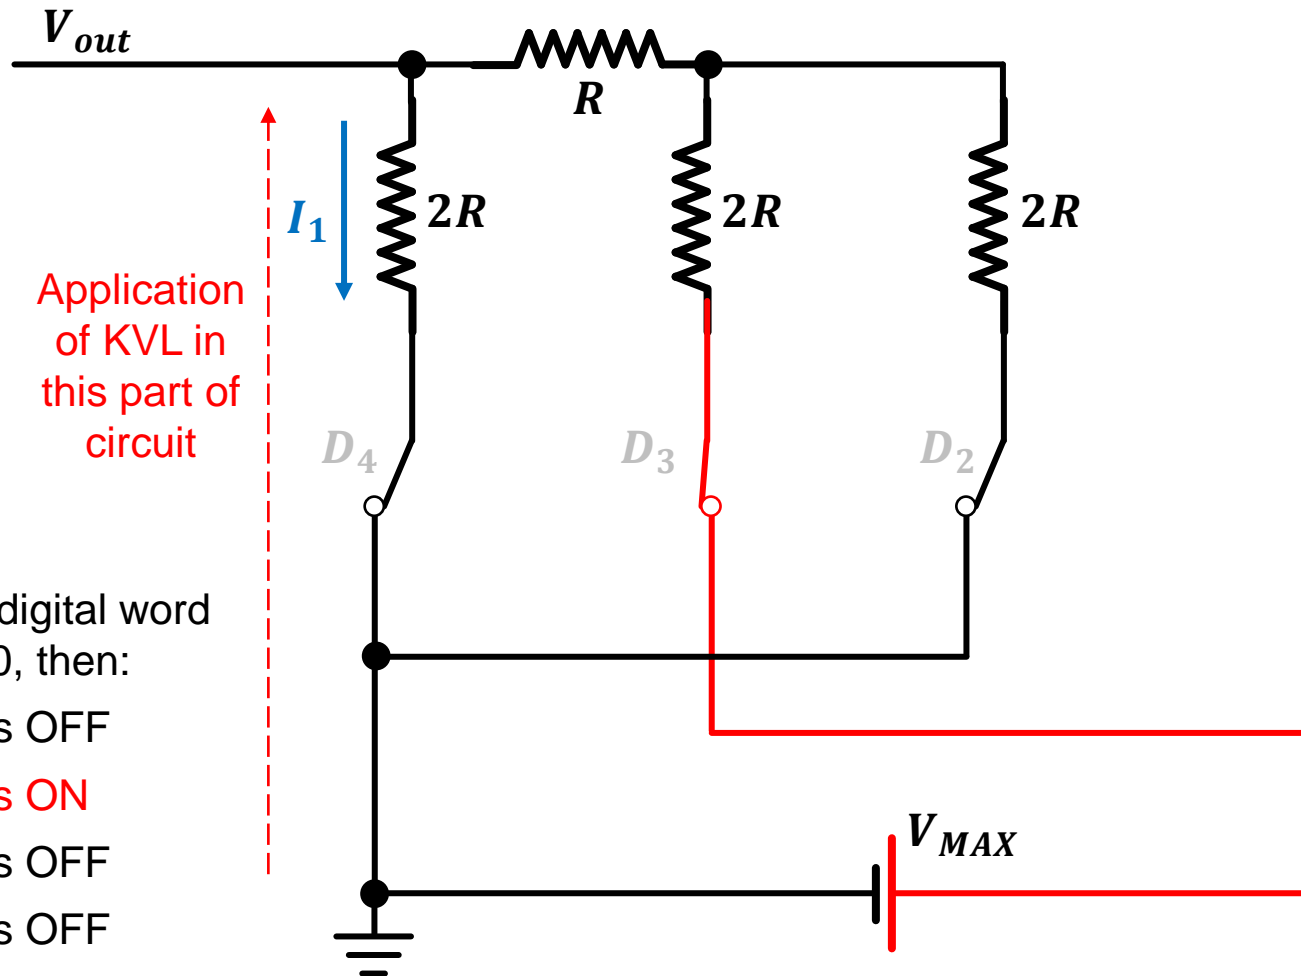 V_out
R
I_1
2R
2R
2R
Application
of KVL in
this part of
circuit
D_4
D_3
D_2
digital word
0, then:
s OFF
s ON
V_MAX
s OFF
s OFF